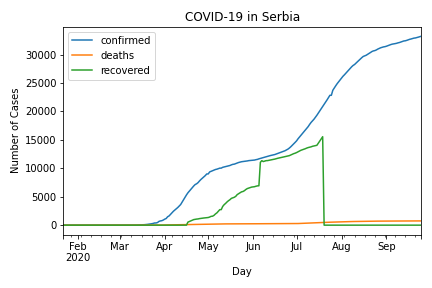 COVID-19 in Serbia
confirmed
deaths
recovered
Number of Cases
30000
25000
20000
15000
10000
5000
0
Feb Mar Apr May Jun Jul Aug Sep
2020
Day